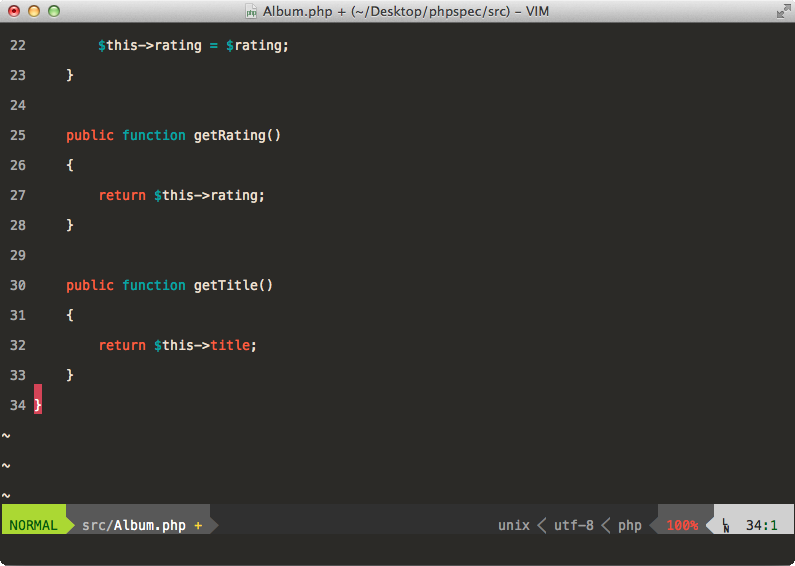 Album.php + (~/Desktop/phpspec/src) – VIM
22 $this->rating = $rating;
23 }
24
25 public function getRating()
26 {
27 return $this->rating;
28 }
29
30 public function getTitle()
31 {
32 return $this->title;
33 }
34 }
~
~
~
NORMAL src/Album.php + unix utf-8 php 100% LN 34:1